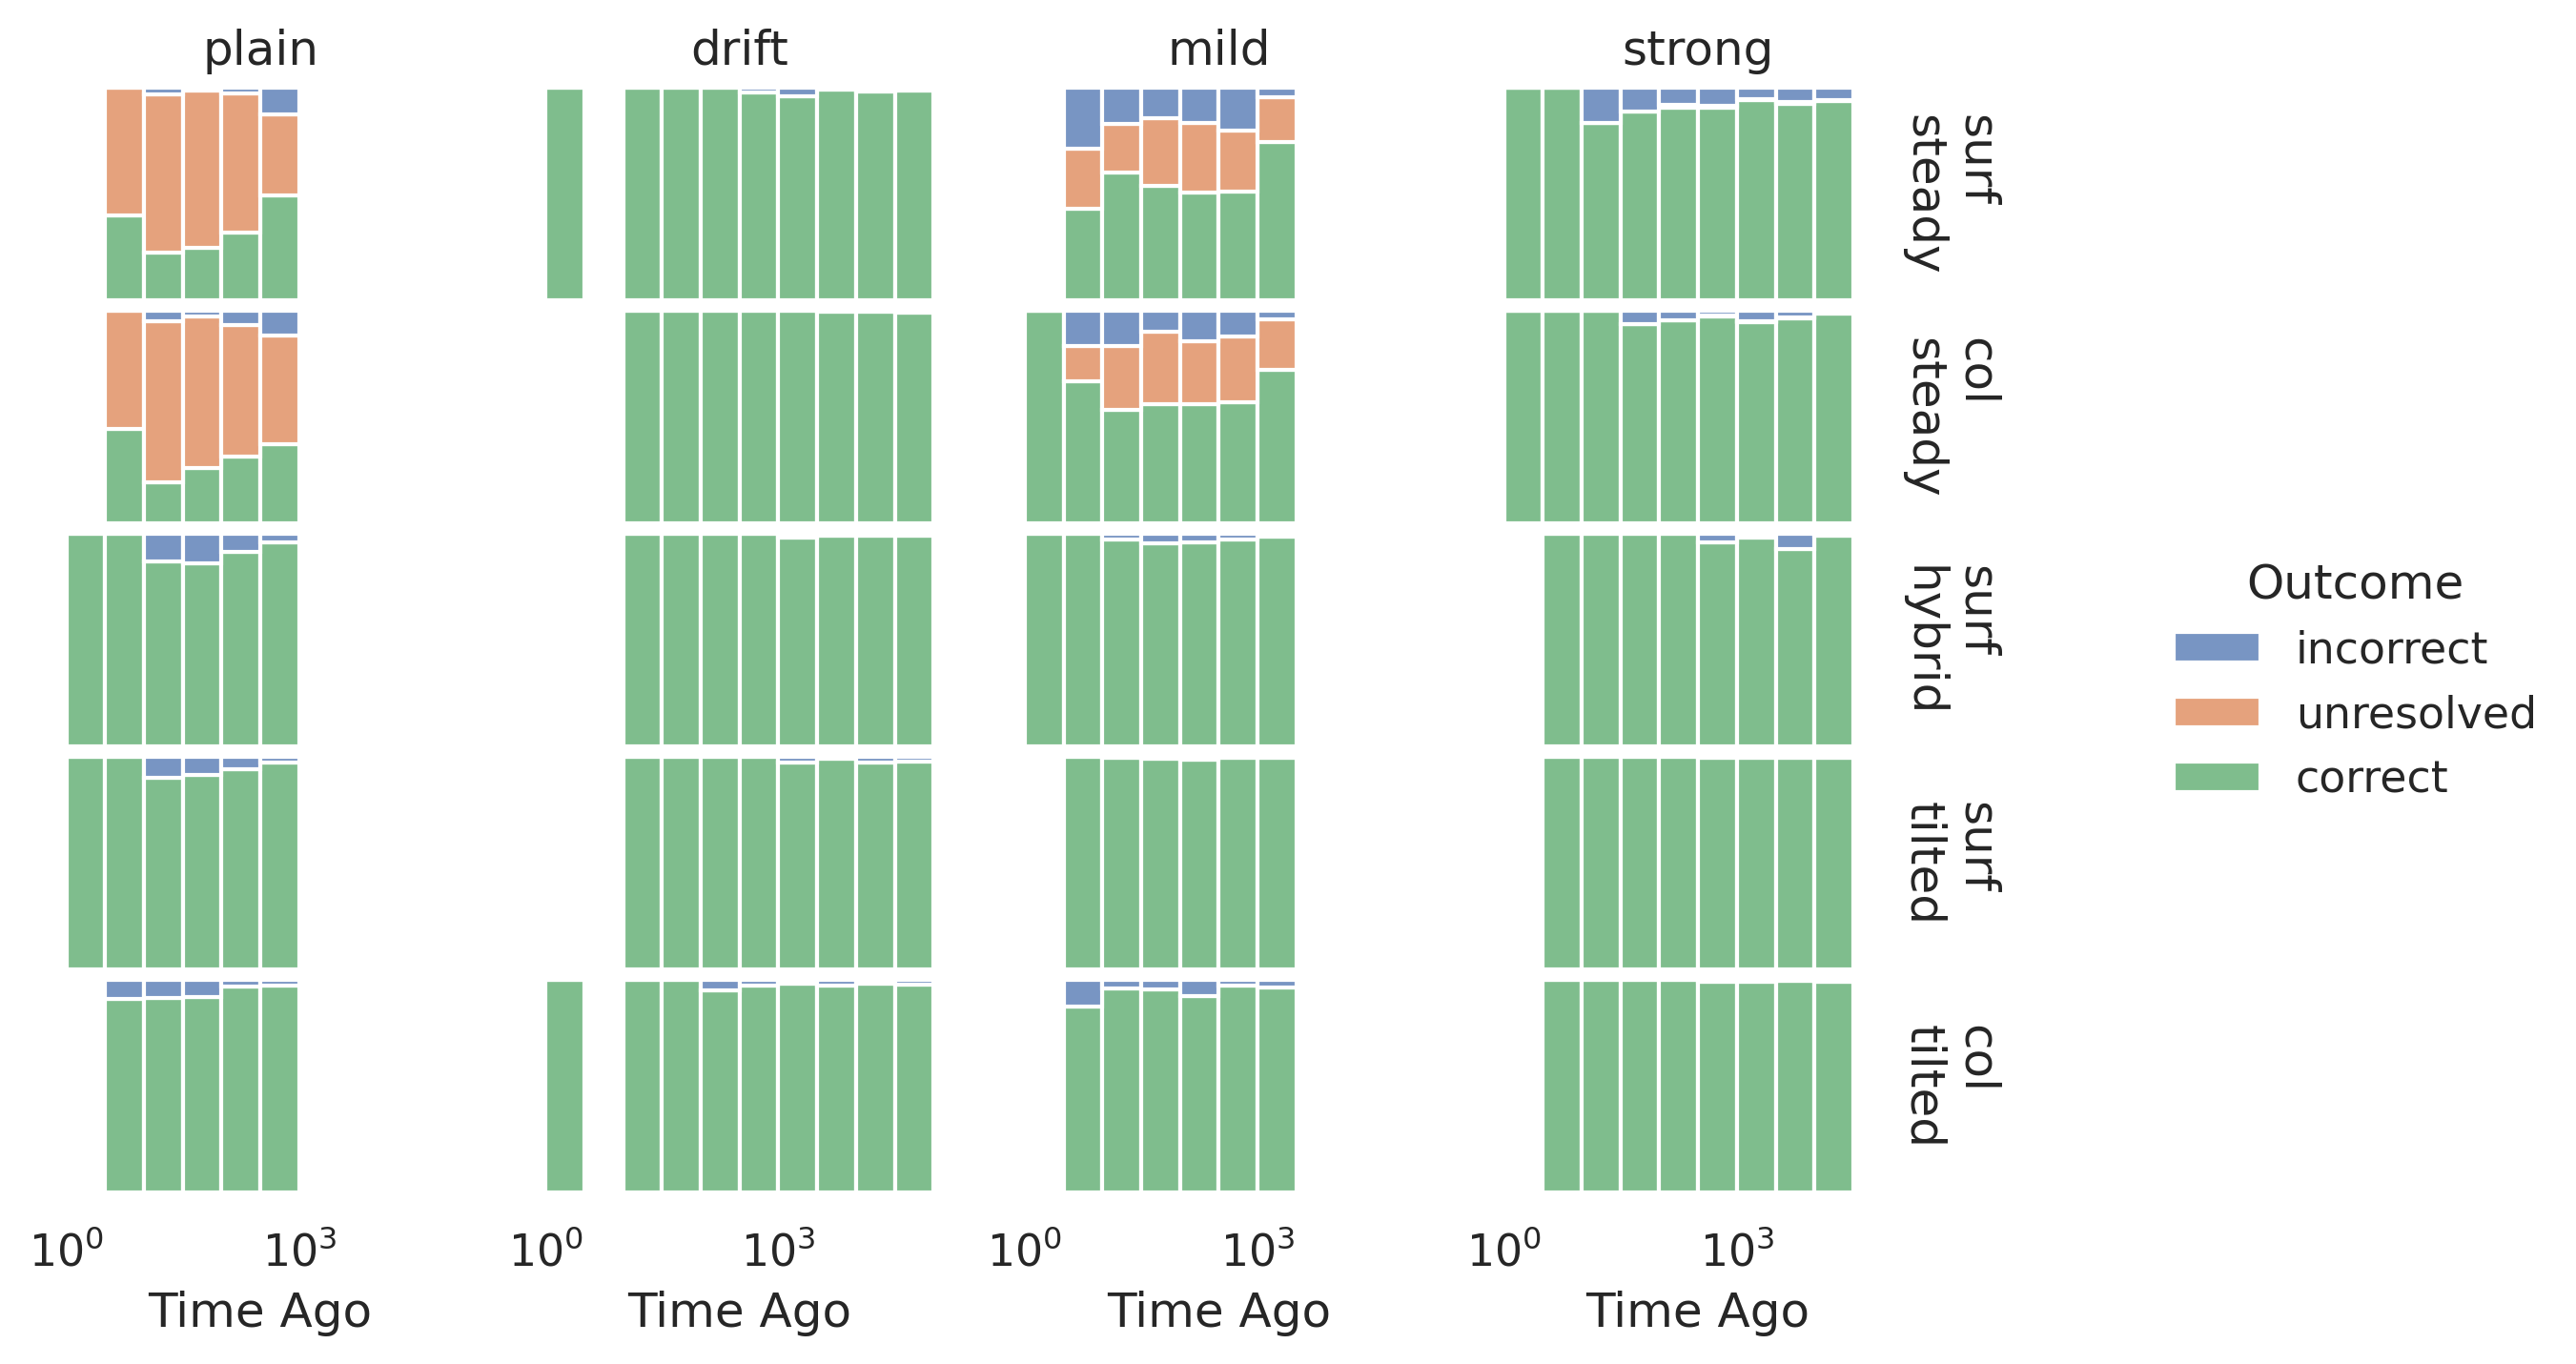 plain
drift
mild
strong
surf
steady
col
steady
surf
hybrid
surf
tilted
col
tilted
Outcome
incorrect
unresolved
correct
10⁰ 10³ 10⁰ 10³ 10⁰ 10³ 10⁰ 10³
Time Ago Time Ago Time Ago Time Ago